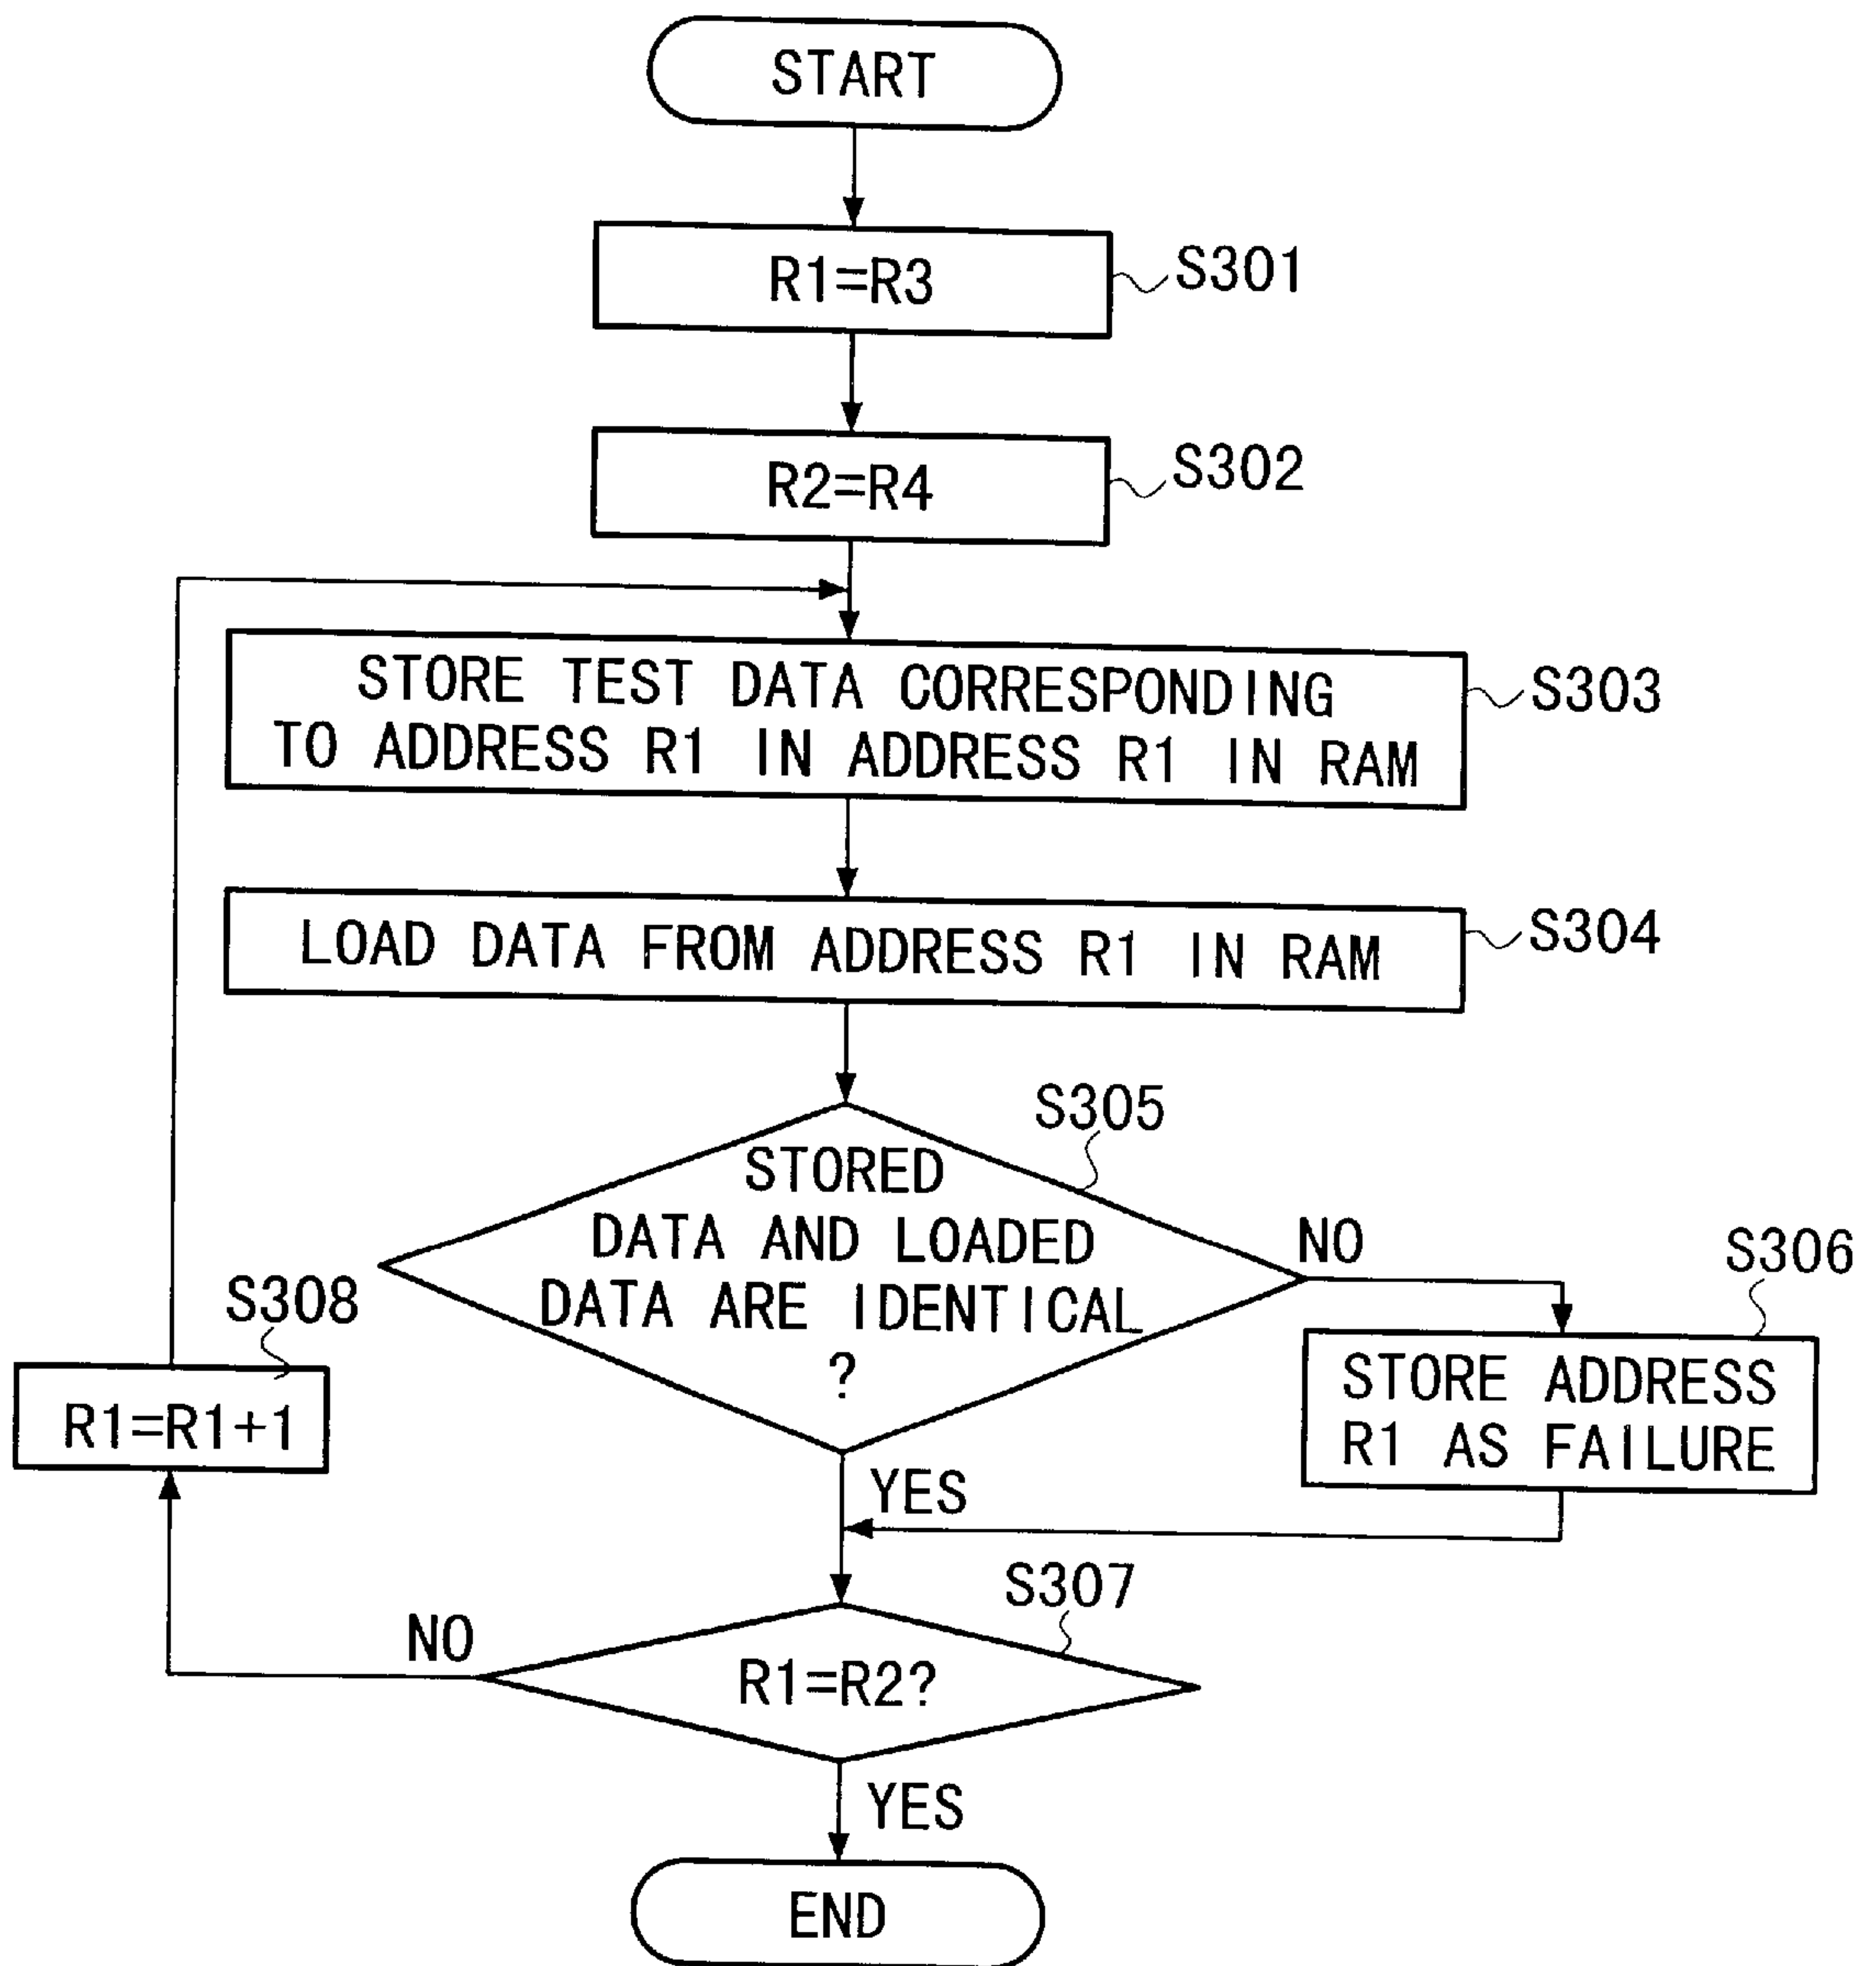 START
R1=R3
S301
R2=R4
S302
STORE TEST DATA CORRESPONDING
TO ADDRESS R1 IN ADDRESS R1 IN RAM
S303
LOAD DATA FROM ADDRESS R1 IN RAM
S304
S305
STORED
DATA AND LOADED
DATA ARE IDENTICAL
?
NO
S306
STORE ADDRESS
R1 AS FAILURE
S308
R1=R1+1
YES
S307
R1=R2?
NO
YES
END